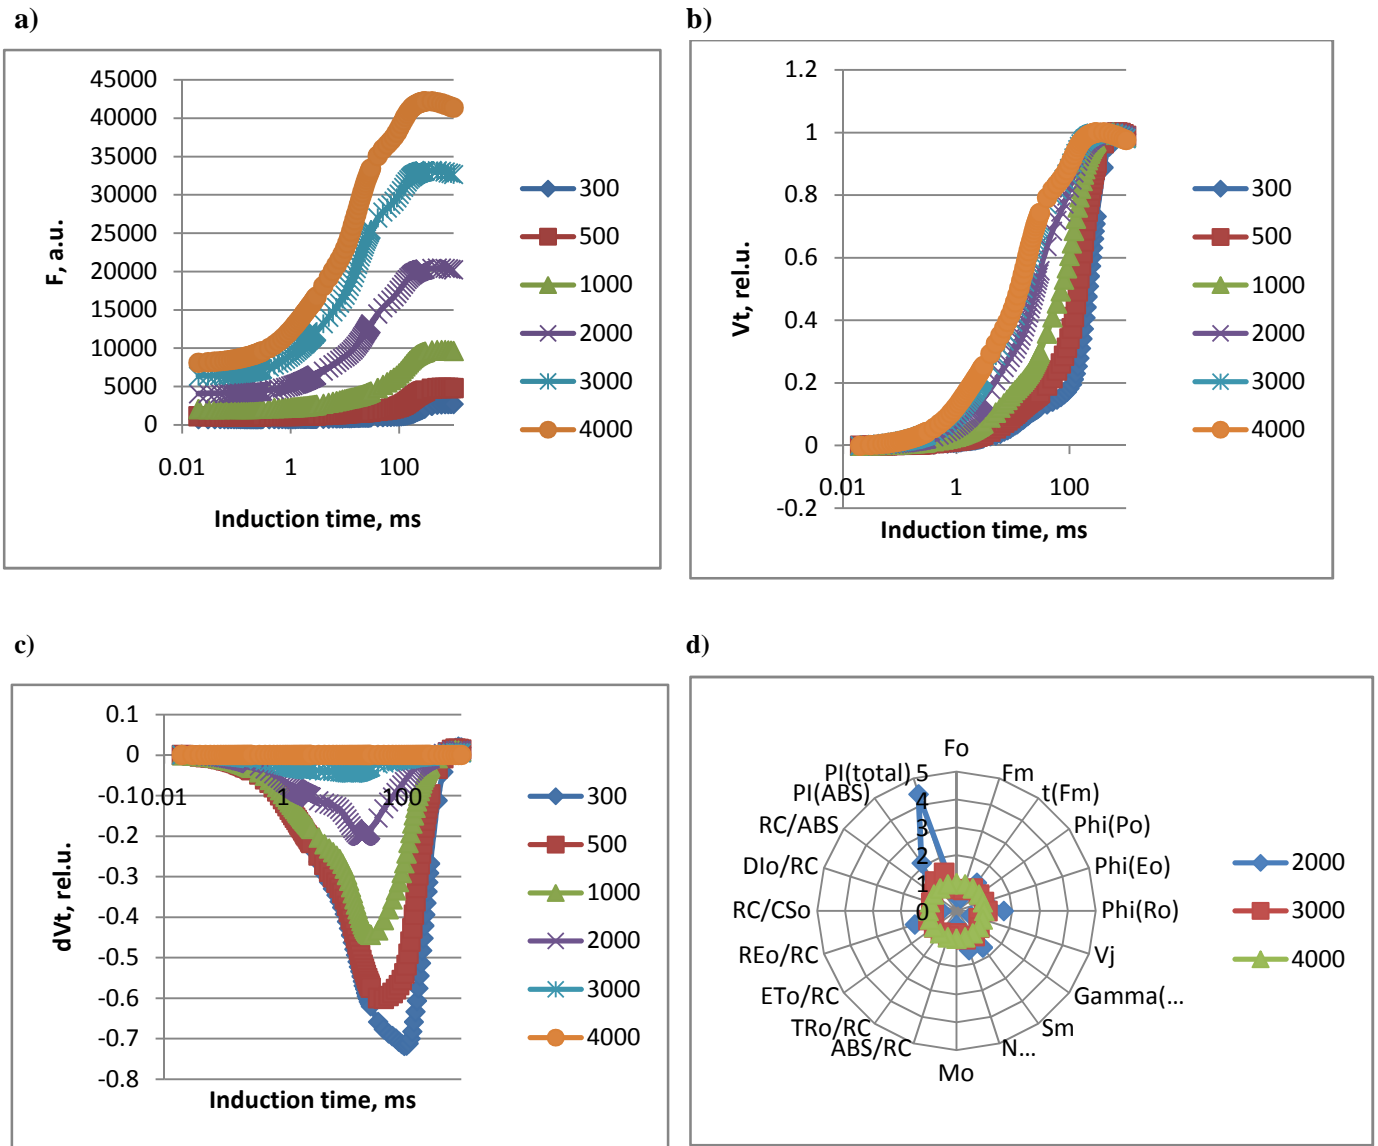 a)
45000
40000
35000
30000
25000
20000
15000
10000
5000
0
0.01 1 100
F, a.u.
Induction time, ms
300
500
1000
2000
3000
4000
b)
1.2
1
0.8
0.6
0.4
0.2
0
-0.2
0.01 1 100
Vt, rel.u.
Induction time, ms
300
500
1000
2000
3000
4000
c)
0.1
0
-0.1
-0.2
-0.3
-0.4
-0.5
-0.6
-0.7
-0.8
0.01 1 100
dVt, rel.u.
Induction time, ms
300
500
1000
2000
3000
4000
d)
Fo
Fm
t(Fm)
Phi(Po)
Phi(Eo)
Phi(Ro)
Vj
Gamma(...
Sm
N...
Mo
ABS/RC
TRo/RC
ETo/RC
REo/RC
RC/CSo
DIo/RC
RC/ABS
PI(ABS)
PI(total)
5
4
3
2
1
0
2000
3000
4000